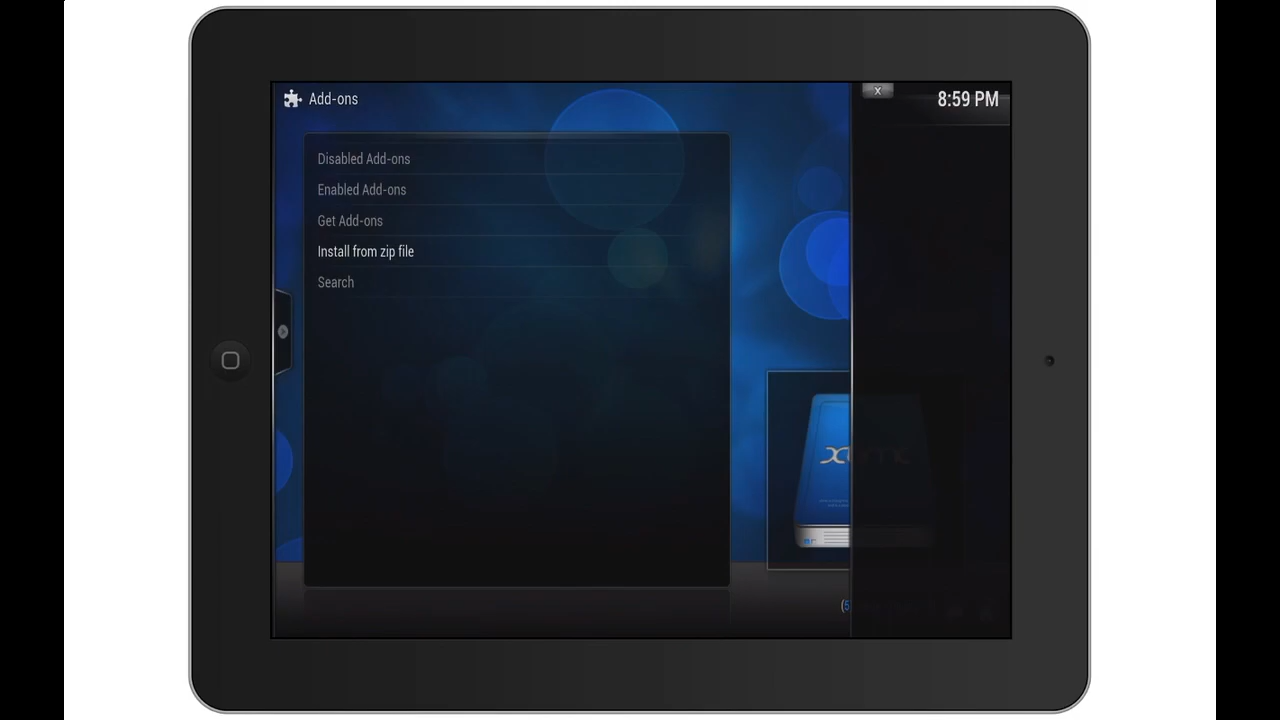 Add-ons
X
8:59 PM
Disabled Add-ons
Enabled Add-ons
Get Add-ons
Install from zip file
Search
(5